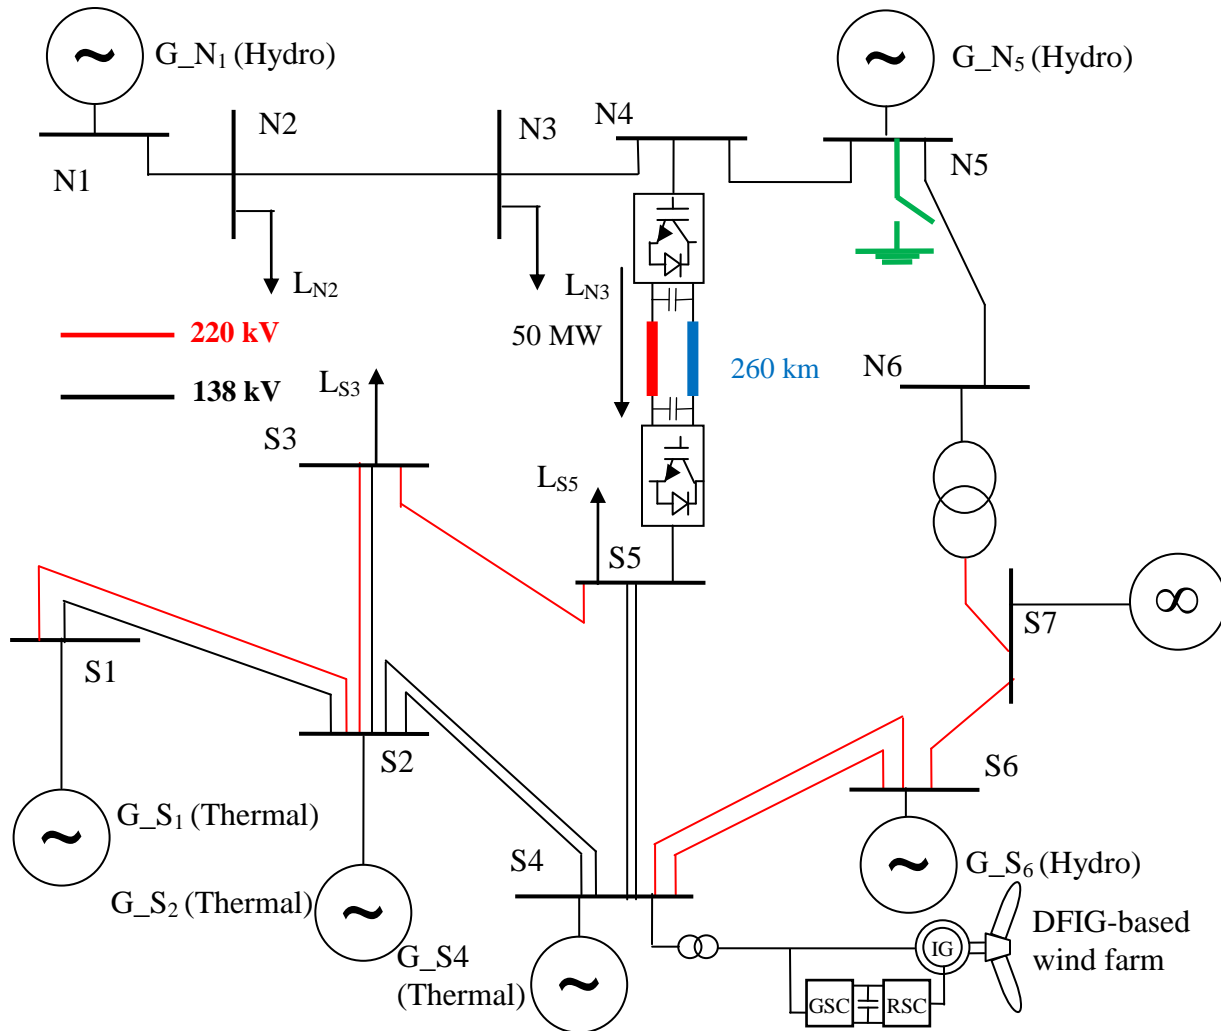 G_N1 (Hydro)
G_N5 (Hydro)
~
~
N2
N3
N4
N1
N5
LN2
LN3
220 kV
50 MW
260 km
N6
138 kV
LS3
S3
LS5
S5
∞
S7
S1
S2
S6
G_S1 (Thermal)
~
S4
~
G_S6 (Hydro)
G_S2 (Thermal)
~
G_S4
(Thermal)
~
DFIG-based
wind farm
IG
GSC
RSC